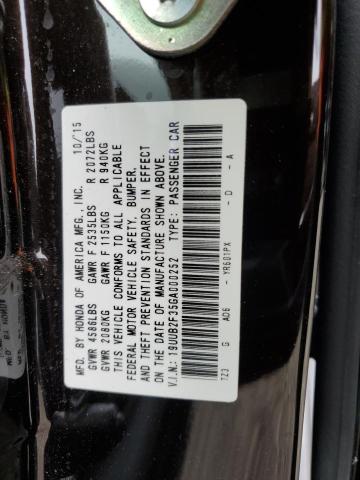 MFD. BY HONDA OF AMERICA MFG., INC. 10/15
GVWR 4586LBS GAWR F 2535LBS R 2072LBS
GVWR 2080KG GAWR F 1150KG R 940KG
THIS VEHICLE CONFORMS TO ALL APPLICABLE
FEDERAL MOTOR VEHICLE SAFETY, BUMPER,
AND THEFT PREVENTION STANDARDS IN EFFECT
ON THE DATE OF MANUFACTURE SHOWN ABOVE.
V.I.N.: 19UUB2F35GA000252 TYPE: PASSENGER CAR
TZ3 G AD6 - YR601PX - D - A